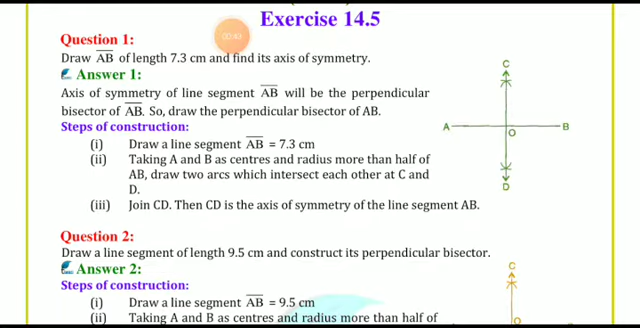 Exercise 14.5
00:43
Question 1:
Draw AB of length 7.3 cm and find its axis of symmetry.
Answer 1:
Axis of symmetry of line segment AB will be the perpendicular
bisector of AB. So, draw the perpendicular bisector of AB.
Steps of construction:
(i) Draw a line segment AB = 7.3 cm
(ii) Taking A and B as centres and radius more than half of
AB, draw two arcs which intersect each other at C and
D.
(iii) Join CD. Then CD is the axis of symmetry of the line segment AB.
C
A
B
O
D
Question 2:
Draw a line segment of length 9.5 cm and construct its perpendicular bisector.
Answer 2:
Steps of construction:
(i) Draw a line segment AB = 9.5 cm
(ii) Taking A and B as centres and radius more than half of
C
O